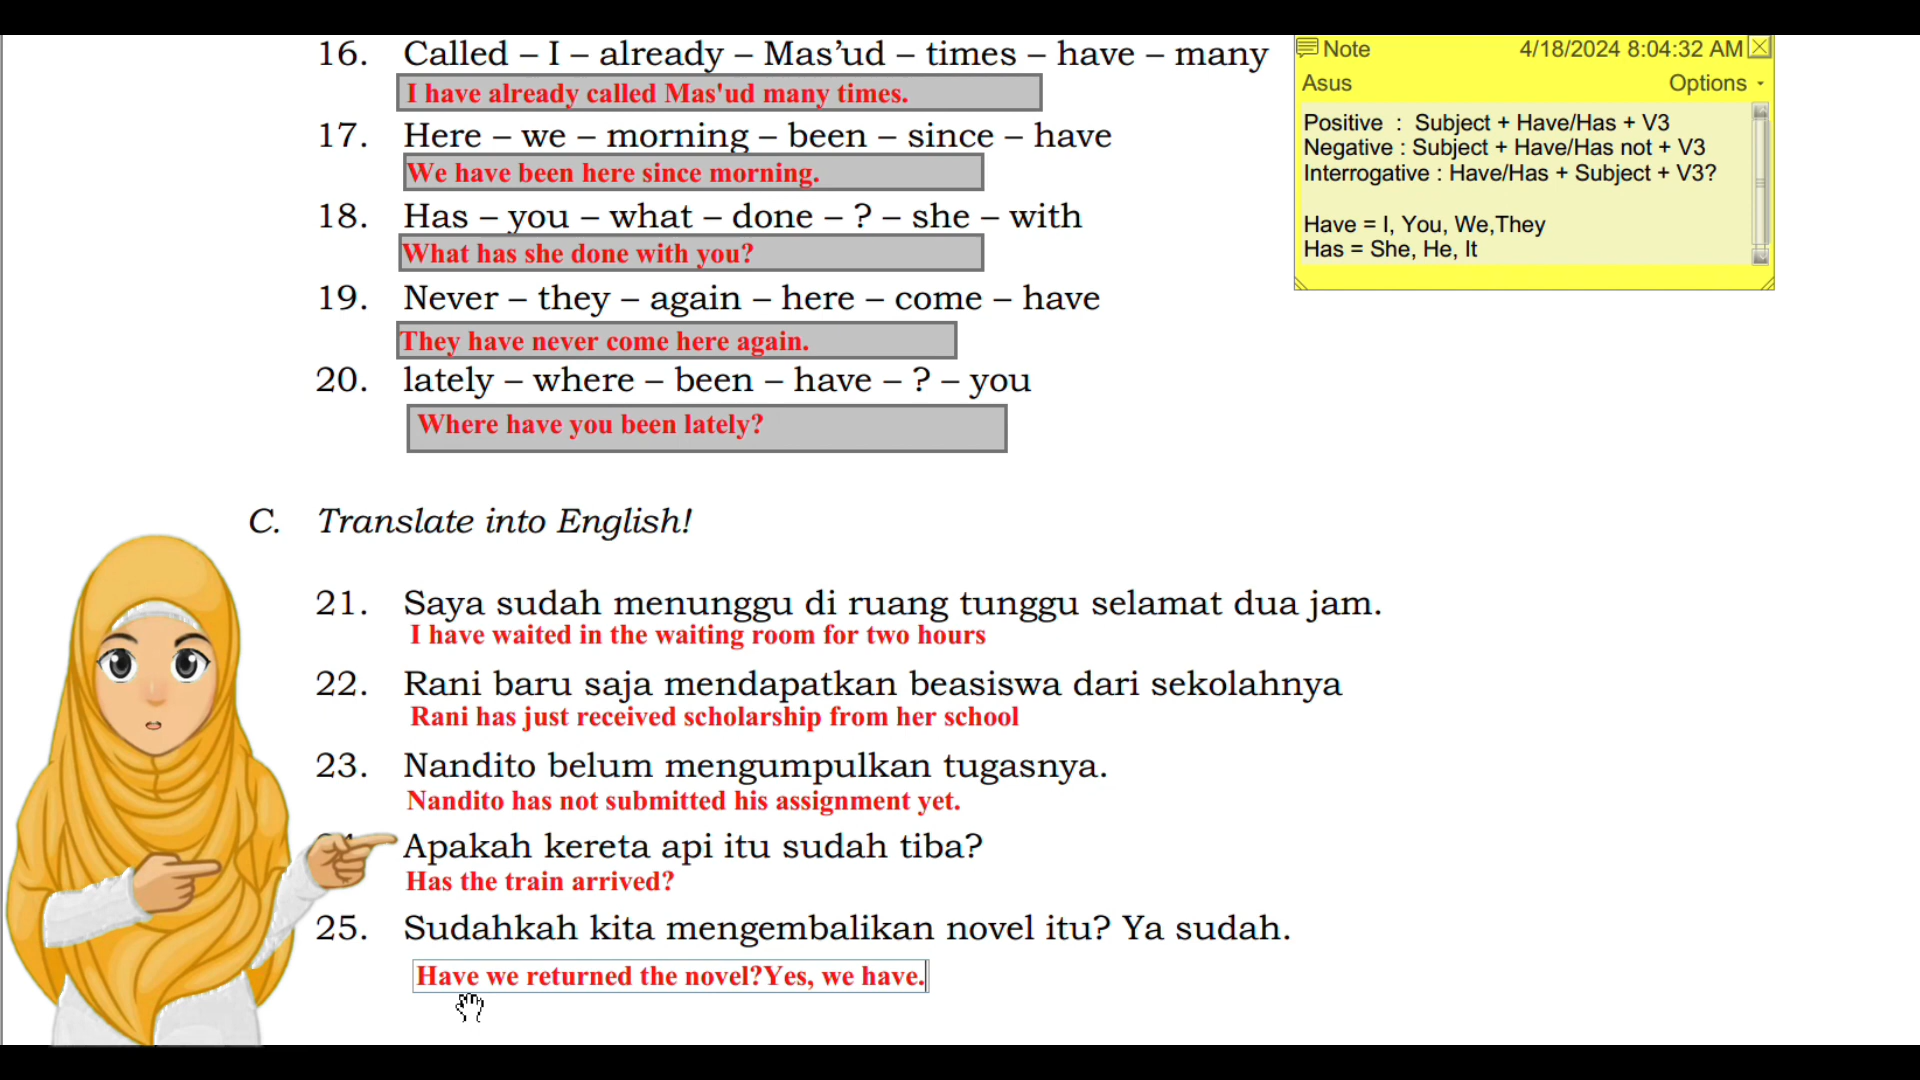 16. Called – I – already – Mas’ud – times – have – many
I have already called Mas'ud many times.
17. Here – we – morning – been – since – have
We have been here since morning.
18. Has – you – what – done – ? – she – with
What has she done with you?
19. Never – they – again – here – come – have
They have never come here again.
20. lately – where – been – have – ? – you
Where have you been lately?
Note 4/18/2024 8:04:32 AM
Asus Options
Positive : Subject + Have/Has + V3
Negative : Subject + Have/Has not + V3
Interrogative : Have/Has + Subject + V3?
Have = I, You, We,They
Has = She, He, It
C. Translate into English!
21. Saya sudah menunggu di ruang tunggu selamat dua jam.
I have waited in the waiting room for two hours
22. Rani baru saja mendapatkan beasiswa dari sekolahnya
Rani has just received scholarship from her school
23. Nandito belum mengumpulkan tugasnya.
Nandito has not submitted his assignment yet.
Apakah kereta api itu sudah tiba?
Has the train arrived?
25. Sudahkah kita mengembalikan novel itu? Ya sudah.
Have we returned the novel?Yes, we have.